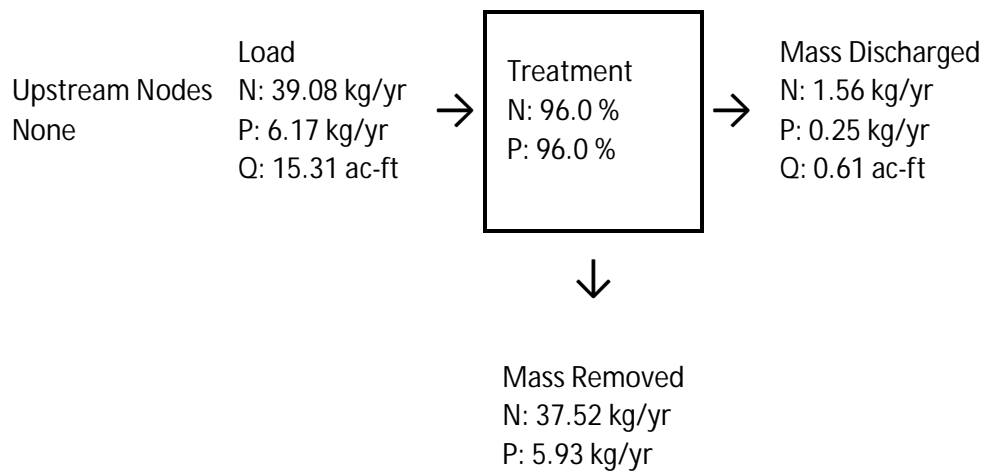 Upstream Nodes
None
Load
N: 39.08 kg/yr
P: 6.17 kg/yr
Q: 15.31 ac-ft
Treatment
N: 96.0 %
P: 96.0 %
Mass Discharged
N: 1.56 kg/yr
P: 0.25 kg/yr
Q: 0.61 ac-ft
Mass Removed
N: 37.52 kg/yr
P: 5.93 kg/yr